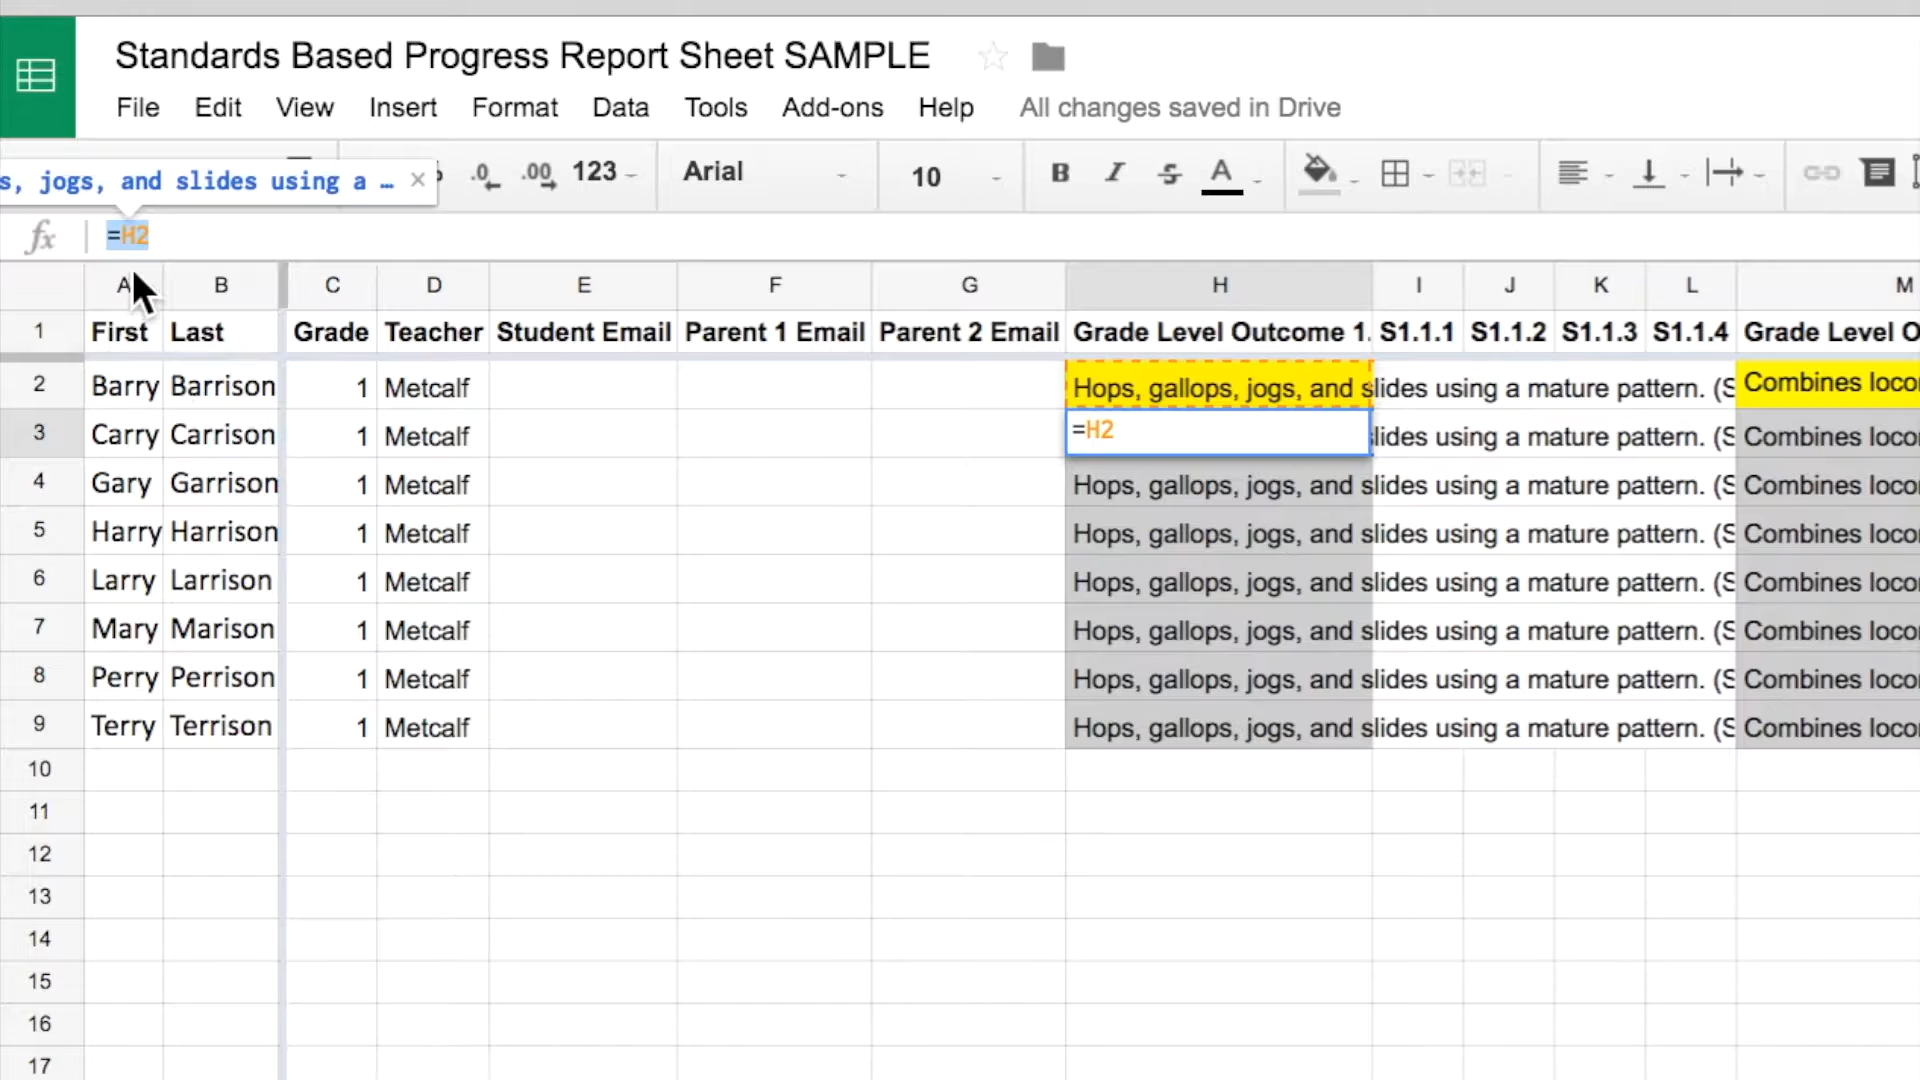 Standards Based Progress Report Sheet SAMPLE
File Edit View Insert Format Data Tools Add-ons Help All changes saved in Drive
s, jogs, and slides using a … ×
.0 .00 123 Arial 10 B I S A
fx =H2
A B C D E F G H I J K L M
1 First Last Grade Teacher Student Email Parent 1 Email Parent 2 Email Grade Level Outcome 1. S1.1.1 S1.1.2 S1.1.3 S1.1.4 Grade Level O
2 Barry Barrison 1 Metcalf Hops, gallops, jogs, and slides using a mature pattern. (S Combines loco
3 Carry Carrison 1 Metcalf =H2 slides using a mature pattern. (S Combines loco
4 Gary Garrison 1 Metcalf Hops, gallops, jogs, and slides using a mature pattern. (S Combines loco
5 Harry Harrison 1 Metcalf Hops, gallops, jogs, and slides using a mature pattern. (S Combines loco
6 Larry Larrison 1 Metcalf Hops, gallops, jogs, and slides using a mature pattern. (S Combines loco
7 Mary Marison 1 Metcalf Hops, gallops, jogs, and slides using a mature pattern. (S Combines loco
8 Perry Perrison 1 Metcalf Hops, gallops, jogs, and slides using a mature pattern. (S Combines loco
9 Terry Terrison 1 Metcalf Hops, gallops, jogs, and slides using a mature pattern. (S Combines loco
10
11
12
13
14
15
16
17